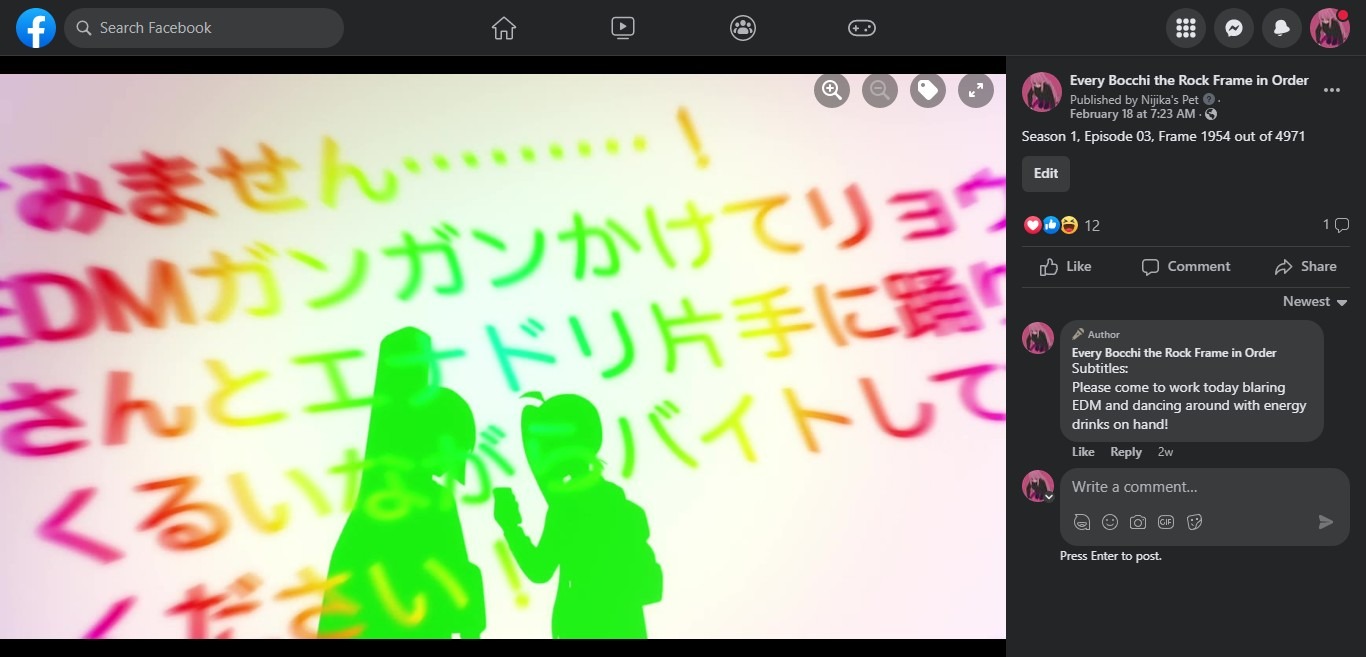 Search Facebook
みません………………！
EDMガンガンかけてリョウ
さんとエナドリ片手に踊り
くるいながらバイトして
ください！
Every Bocchi the Rock Frame in Order
Published by Nijika's Pet
February 18 at 7:23 AM
Season 1, Episode 03, Frame 1954 out of 4971
Edit
12
1
Like Comment Share
Newest
Author
Every Bocchi the Rock Frame in Order
Subtitles:
Please come to work today blaring
EDM and dancing around with energy
drinks on hand!
Like Reply 2w
Write a comment...
GIF
Press Enter to post.